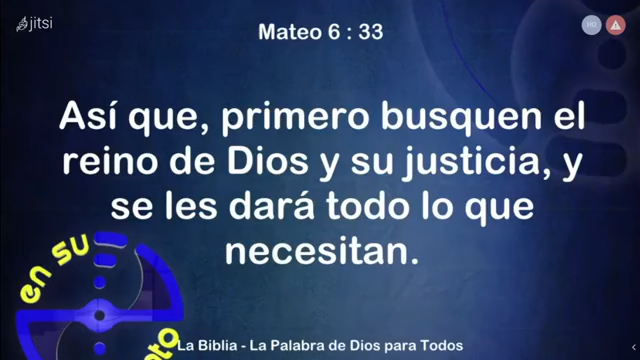 jitsi
HG
Mateo 6 : 33
Así que, primero busquen el
reino de Dios y su justicia, y
se les dará todo lo que
necesitan.
en su
La Biblia - La Palabra de Dios para Todos